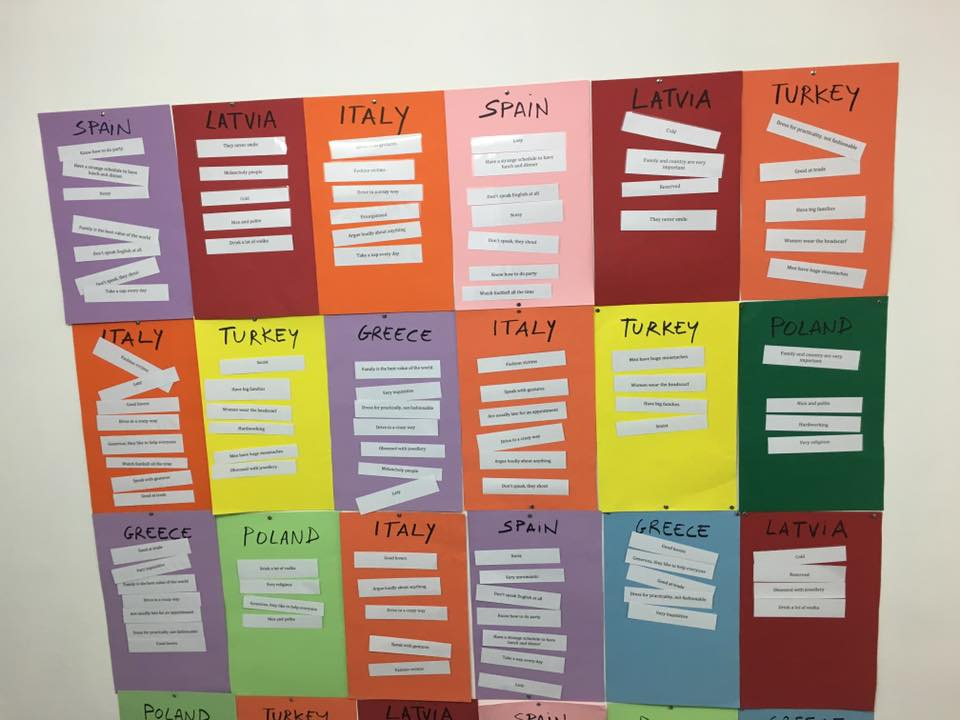 SPAIN
Know how to do party
Have a strange schedule to have
lunch and dinner
Noisy
Family is the best value of the world
Don't speak English at all
Don't speak, they shout
Take a nap every day
LATVIA
They never smile
Melancholy people
Cold
Nice and polite
Drink a lot of vodka
ITALY
Speak with gestures
Fashion victims
Drive in a crazy way
Disorganised
Argue loudly about anything
Take a nap every day
SPAIN
Lazy
Have a strange schedule to have
lunch and dinner
Don't speak English at all
Noisy
Don't speak, they shout
Know how to do party
Watch football all the time
LATVIA
Cold
Family and country are very
important
Reserved
They never smile
TURKEY
Dress for practicality, not fashionable
Good at trade
Have big families
Women wear the headscarf
Men have huge moustaches
ITALY
Fashion victims
Lazy
Good lovers
Drive in a crazy way
Generous, they like to help everyone
Watch football all the time
Speak with gestures
Good at trade
TURKEY
Sexist
Have big families
Women wear the headscarf
Hardworking
Men have huge moustaches
Obsessed with jewellery
GREECE
Family is the best value of the world
Very inquisitive
Dress for practicality, not fashionable
Drive in a crazy way
Obsessed with jewellery
Melancholy people
Lazy
ITALY
Fashion victims
Speak with gestures
Are usually late for an appointment
Drive in a crazy way
Argue loudly about anything
Don't speak, they shout
TURKEY
Men have huge moustaches
Women wear the headscarf
Have big families
Sexist
POLAND
Family and country are very
important
Nice and polite
Hardworking
Very religious
GREECE
Good at trade
Very inquisitive
Family is the best value of the world
Drive in a crazy way
Are usually late for an appointment
Dress for practicality, not fashionable
Good lovers
POLAND
Drink a lot of vodka
Very religious
Generous, they like to help everyone
Nice and polite
ITALY
Good lovers
Argue loudly about anything
Drive in a crazy way
Speak with gestures
Fashion victims
SPAIN
Very
Don't speak English at all
Know how to do party
Have a strange schedule to have
lunch and dinner
Take a nap every day
Lazy
GREECE
Good lovers
Generous, they like to help everyone
Good at trade
Dress for practicality, not fashionable
Very inquisitive
LATVIA
Cold
Reserved
Obsessed with jewellery
Drink a lot of vodka
POLAND
TURKEY
LATVIA
SPAIN
GREECE